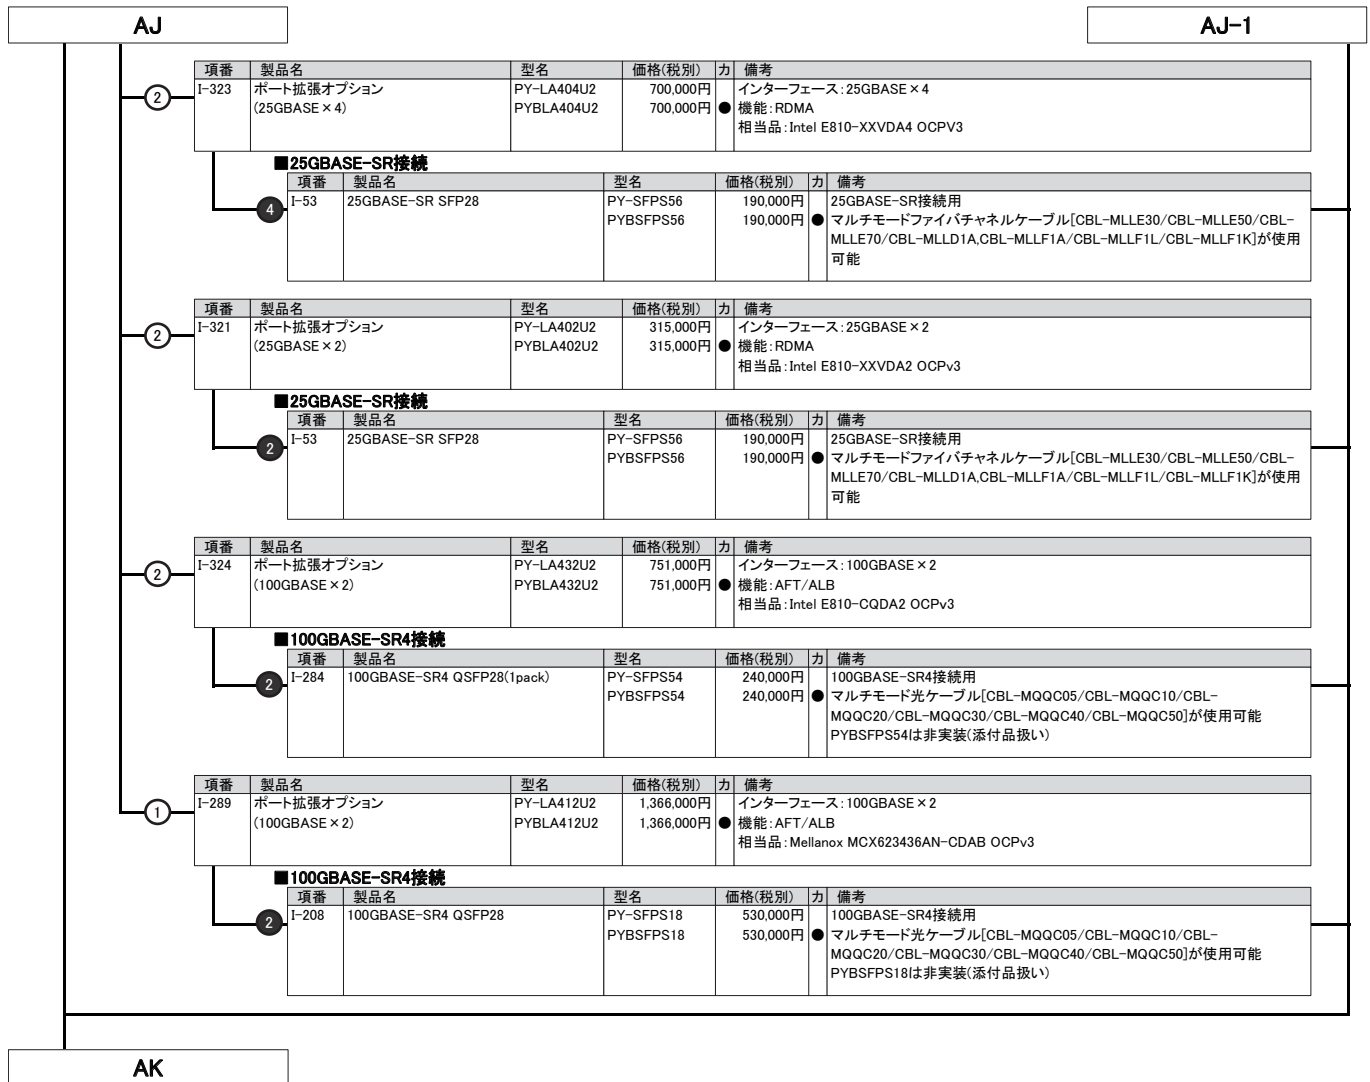 AJ
AJ-1
項番 製品名 型名 価格(税別) カ 備考
② I-323 ポート拡張オプション PY-LA404U2 700,000円 インターフェース:25GBASE×4
(25GBASE×4) PYBLA404U2 700,000円 ● 機能:RDMA
相当品:Intel E810-XXVDA4 OCPV3
■25GBASE-SR接続
項番 製品名 型名 価格(税別) カ 備考
4 I-53 25GBASE-SR SFP28 PY-SFPS56 190,000円 25GBASE-SR接続用
PYBSFPS56 190,000円 ● マルチモードファイバチャネルケーブル[CBL-MLLE30/CBL-MLLE50/CBL-
MLLE70/CBL-MLLD1A,CBL-MLLF1A/CBL-MLLF1L/CBL-MLLF1K]が使用
可能
項番 製品名 型名 価格(税別) カ 備考
② I-321 ポート拡張オプション PY-LA402U2 315,000円 インターフェース:25GBASE×2
(25GBASE×2) PYBLA402U2 315,000円 ● 機能:RDMA
相当品:Intel E810-XXVDA2 OCPv3
■25GBASE-SR接続
項番 製品名 型名 価格(税別) カ 備考
2 I-53 25GBASE-SR SFP28 PY-SFPS56 190,000円 25GBASE-SR接続用
PYBSFPS56 190,000円 ● マルチモードファイバチャネルケーブル[CBL-MLLE30/CBL-MLLE50/CBL-
MLLE70/CBL-MLLD1A,CBL-MLLF1A/CBL-MLLF1L/CBL-MLLF1K]が使用
可能
項番 製品名 型名 価格(税別) カ 備考
② I-324 ポート拡張オプション PY-LA432U2 751,000円 インターフェース:100GBASE×2
(100GBASE×2) PYBLA432U2 751,000円 ● 機能:AFT/ALB
相当品:Intel E810-CQDA2 OCPv3
■100GBASE-SR4接続
項番 製品名 型名 価格(税別) カ 備考
2 I-284 100GBASE-SR4 QSFP28(1pack) PY-SFPS54 240,000円 100GBASE-SR4接続用
PYBSFPS54 240,000円 ● マルチモード光ケーブル[CBL-MQQC05/CBL-MQQC10/CBL-
MQQC20/CBL-MQQC30/CBL-MQQC40/CBL-MQQC50]が使用可能
PYBSFPS54は非実装(添付品扱い)
項番 製品名 型名 価格(税別) カ 備考
① I-289 ポート拡張オプション PY-LA412U2 1,366,000円 インターフェース:100GBASE×2
(100GBASE×2) PYBLA412U2 1,366,000円 ● 機能:AFT/ALB
相当品:Mellanox MCX623436AN-CDAB OCPv3
■100GBASE-SR4接続
項番 製品名 型名 価格(税別) カ 備考
2 I-208 100GBASE-SR4 QSFP28 PY-SFPS18 530,000円 100GBASE-SR4接続用
PYBSFPS18 530,000円 ● マルチモード光ケーブル[CBL-MQQC05/CBL-MQQC10/CBL-
MQQC20/CBL-MQQC30/CBL-MQQC40/CBL-MQQC50]が使用可能
PYBSFPS18は非実装(添付品扱い)
AK